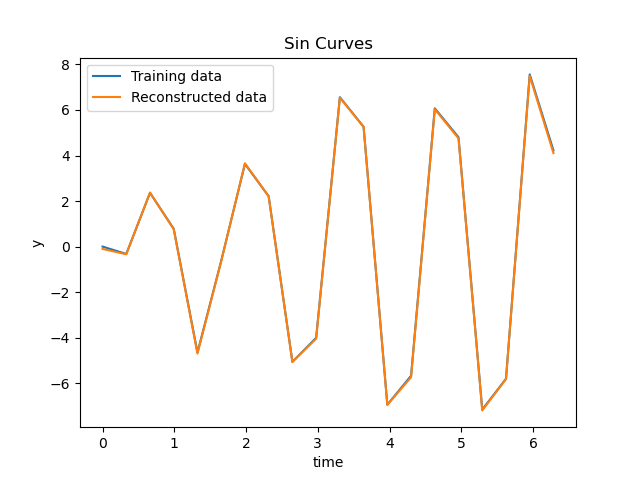 Sin Curves
Training data
Reconstructed data
8
6
4
2
0
−2
−4
−6
y
0 1 2 3 4 5 6
time